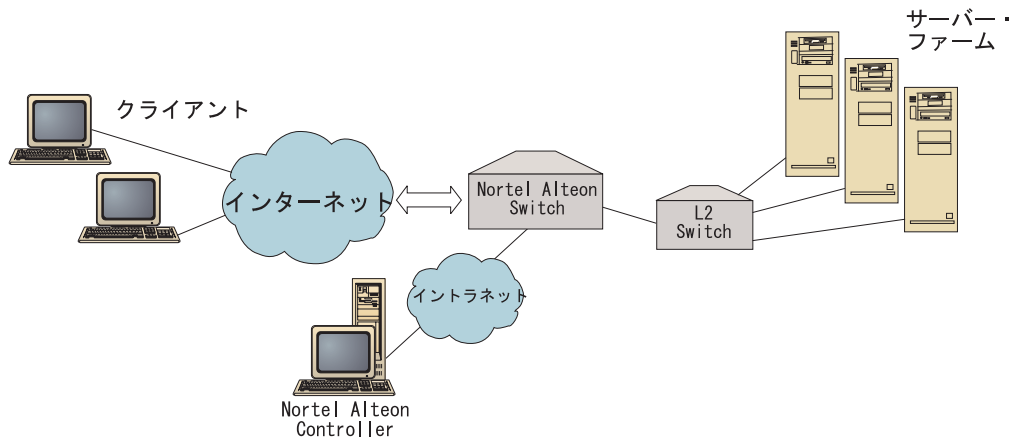 サーバー・
ファーム
クライアント
インターネット
Nortel Alteon
Switch
L2
Switch
イントラネット
Nortel Alteon
Controller